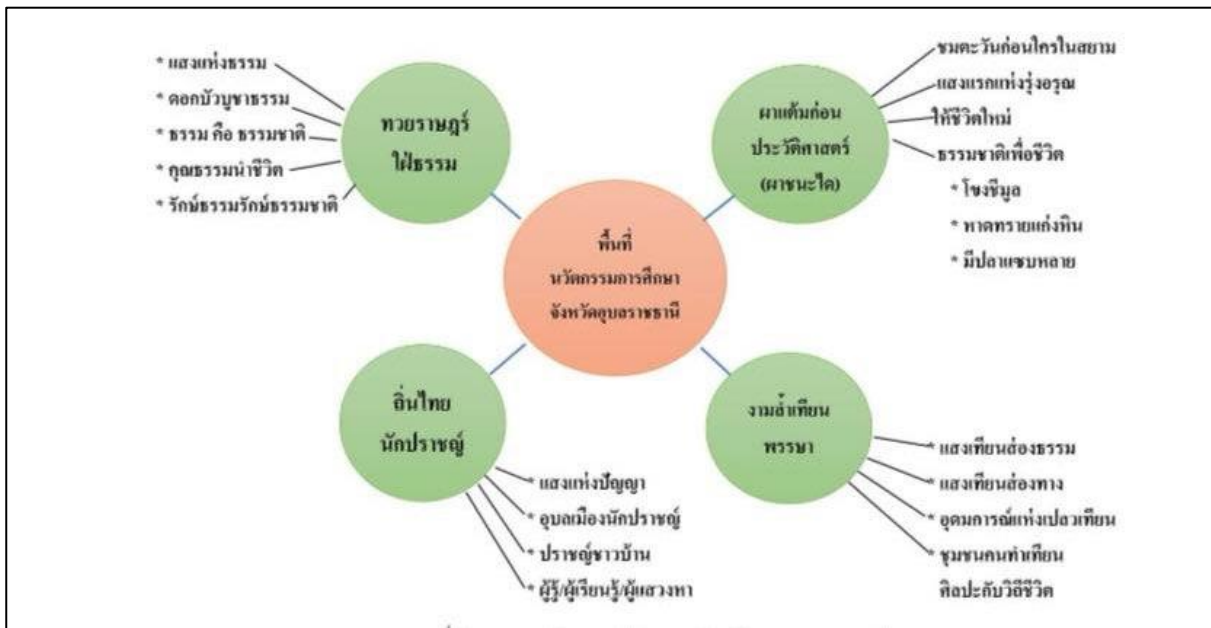 * แสงแห่งธรรม
* ดอกบัวบูชาธรรม
* ธรรม คือ ธรรมชาติ
* คุณธรรมนำชีวิต
* รักษ์ธรรมรักษ์ธรรมชาติ
ทวยราษฎร์
ใฝ่ธรรม
ผาแต้มก่อน
ประวัติศาสตร์
(ผาชนะได)
ชมตะวันก่อนใครในสยาม
แสงแรกแห่งรุ่งอรุณ
ให้ชีวิตใหม่
ธรรมชาติเพื่อชีวิต
* โขงชีมูล
* หาดทรายแก่งหิน
* มีปลาแซบหลาย
พื้นที่
นวัตกรรมการศึกษา
จังหวัดอุบลราชธานี
ถิ่นไทย
นักปราชญ์
* แสงแห่งปัญญา
* อุบลเมืองนักปราชญ์
* ปราชญ์ชาวบ้าน
* ผู้รู้/ผู้เรียนรู้/ผู้แสวงหา
งามล้ำเทียน
พรรษา
* แสงเทียนส่องธรรม
* แสงเทียนส่องทาง
* อุดมการณ์แห่งเปลวเทียน
* ชุมชนคนทำเทียน
ศิลปะกับวิถีชีวิต